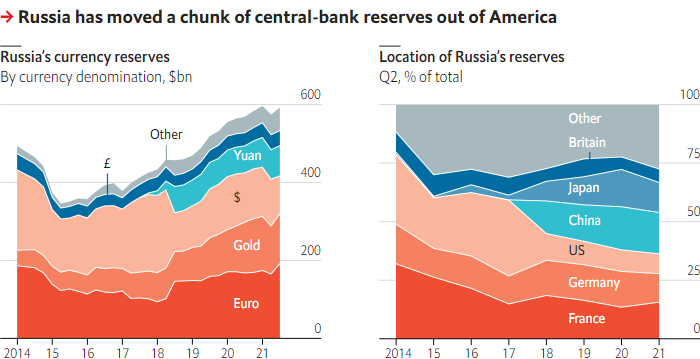 → Russia has moved a chunk of central-bank reserves out of America
Russia's currency reserves
By currency denomination, $bn
600
400
200
0
Other
£
Yuan
$
Gold
Euro
2014 15 16 17 18 19 20 21
Location of Russia's reserves
Q2, % of total
100
75
50
25
0
Other
Britain
Japan
China
US
Germany
France
2014 15 16 17 18 19 20 21